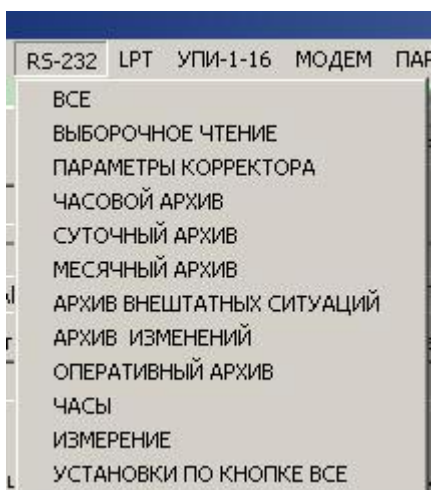 RS-232 LPT УПИ-1-16 МОДЕМ
ВСЕ
ВЫБОРОЧНОЕ ЧТЕНИЕ
ПАРАМЕТРЫ КОРРЕКТОРА
ЧАСОВОЙ АРХИВ
СУТОЧНЫЙ АРХИВ
МЕСЯЧНЫЙ АРХИВ
АРХИВ ВНЕШТАТНЫХ СИТУАЦИЙ
АРХИВ ИЗМЕНЕНИЙ
ОПЕРАТИВНЫЙ АРХИВ
ЧАСЫ
ИЗМЕРЕНИЕ
УСТАНОВКИ ПО КНОПКЕ ВСЕ